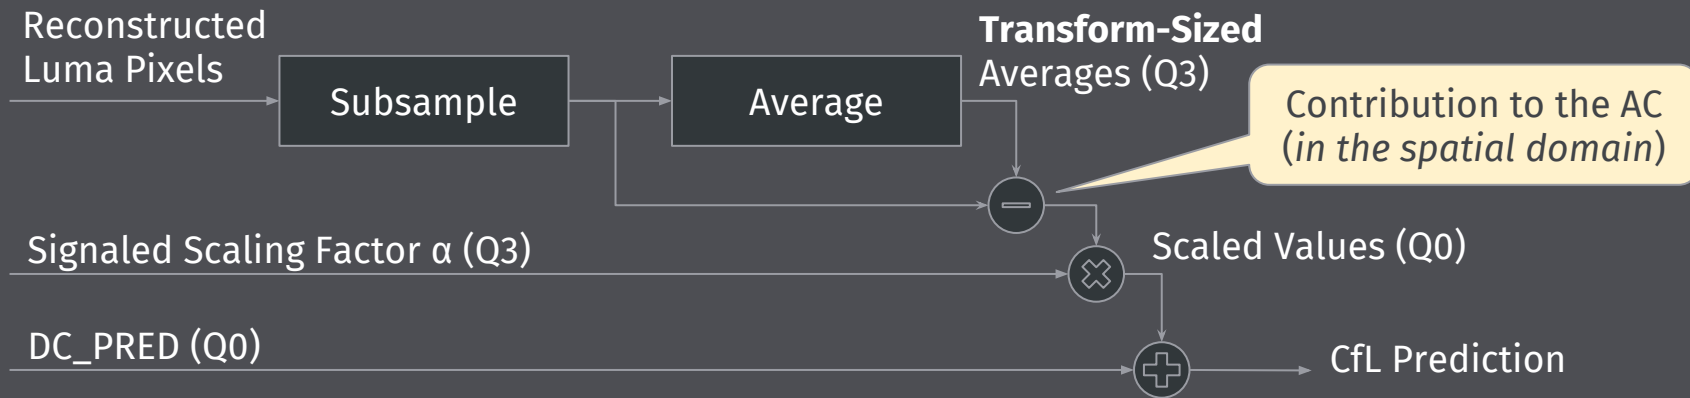 Reconstructed
Luma Pixels
Subsample
Average
Transform-Sized
Averages (Q3)
Contribution to the AC
(in the spatial domain)
Signaled Scaling Factor α (Q3)
Scaled Values (Q0)
DC_PRED (Q0)
CfL Prediction